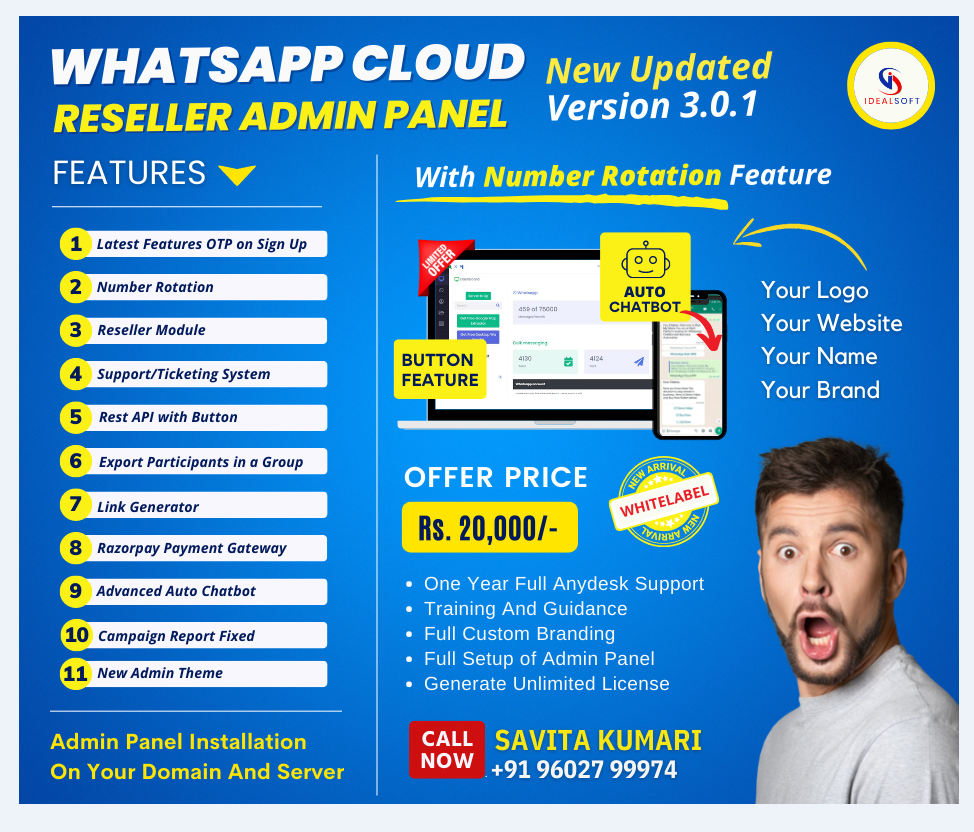 WHATSAPP CLOUD
RESELLER ADMIN PANEL
New Updated
Version 3.0.1
IDEALSOFT
FEATURES
1 Latest Features OTP on Sign Up
2 Number Rotation
3 Reseller Module
4 Support/Ticketing System
5 Rest API with Button
6 Export Participants in a Group
7 Link Generator
8 Razorpay Payment Gateway
9 Advanced Auto Chatbot
10 Campaign Report Fixed
11 New Admin Theme
Admin Panel Installation
On Your Domain And Server
With Number Rotation Feature
LIMITED
OFFER
AUTO
CHATBOT
BUTTON
FEATURE
Dashboard
Whatsapp
459 of 75000
Bulk messaging
4130
4124
Whatsapp account
Your Logo
Your Website
Your Name
Your Brand
OFFER PRICE
Rs. 20,000/-
NEW ARRIVAL
WHITELABEL
NEW ARRIVAL
• One Year Full Anydesk Support
• Training And Guidance
• Full Custom Branding
• Full Setup of Admin Panel
• Generate Unlimited License
CALL
NOW
SAVITA KUMARI
+91 96027 99974